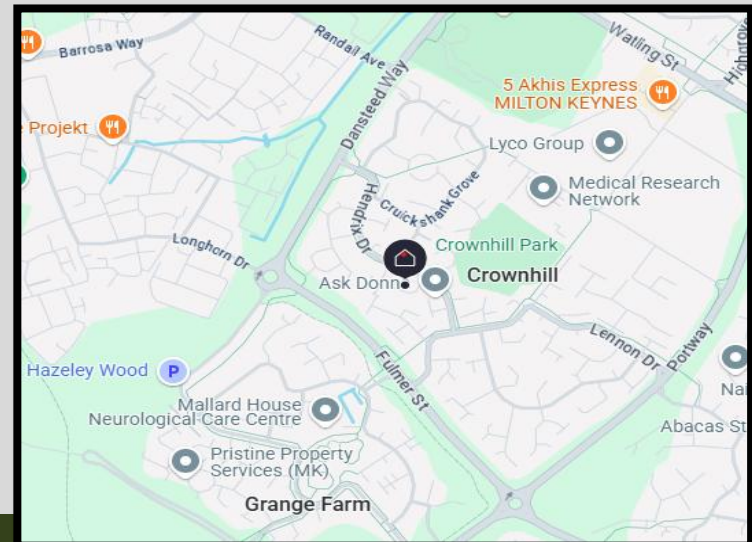 Barrosa Way
Randall Ave
Watling St
Dansteed Way
5 Akhis Express
MILTON KEYNES
Projekt
Lyco Group
Medical Research
Network
Hendrix Dr
Cruickshank Grove
Longhorn Dr
Crownhill Park
Crownhill
Ask Donn
Hazeley Wood
P
Fulmer St
Lennon Dr
Portway
Mallard House
Neurological Care Centre
Abacas St
Pristine Property
Services (MK)
Grange Farm